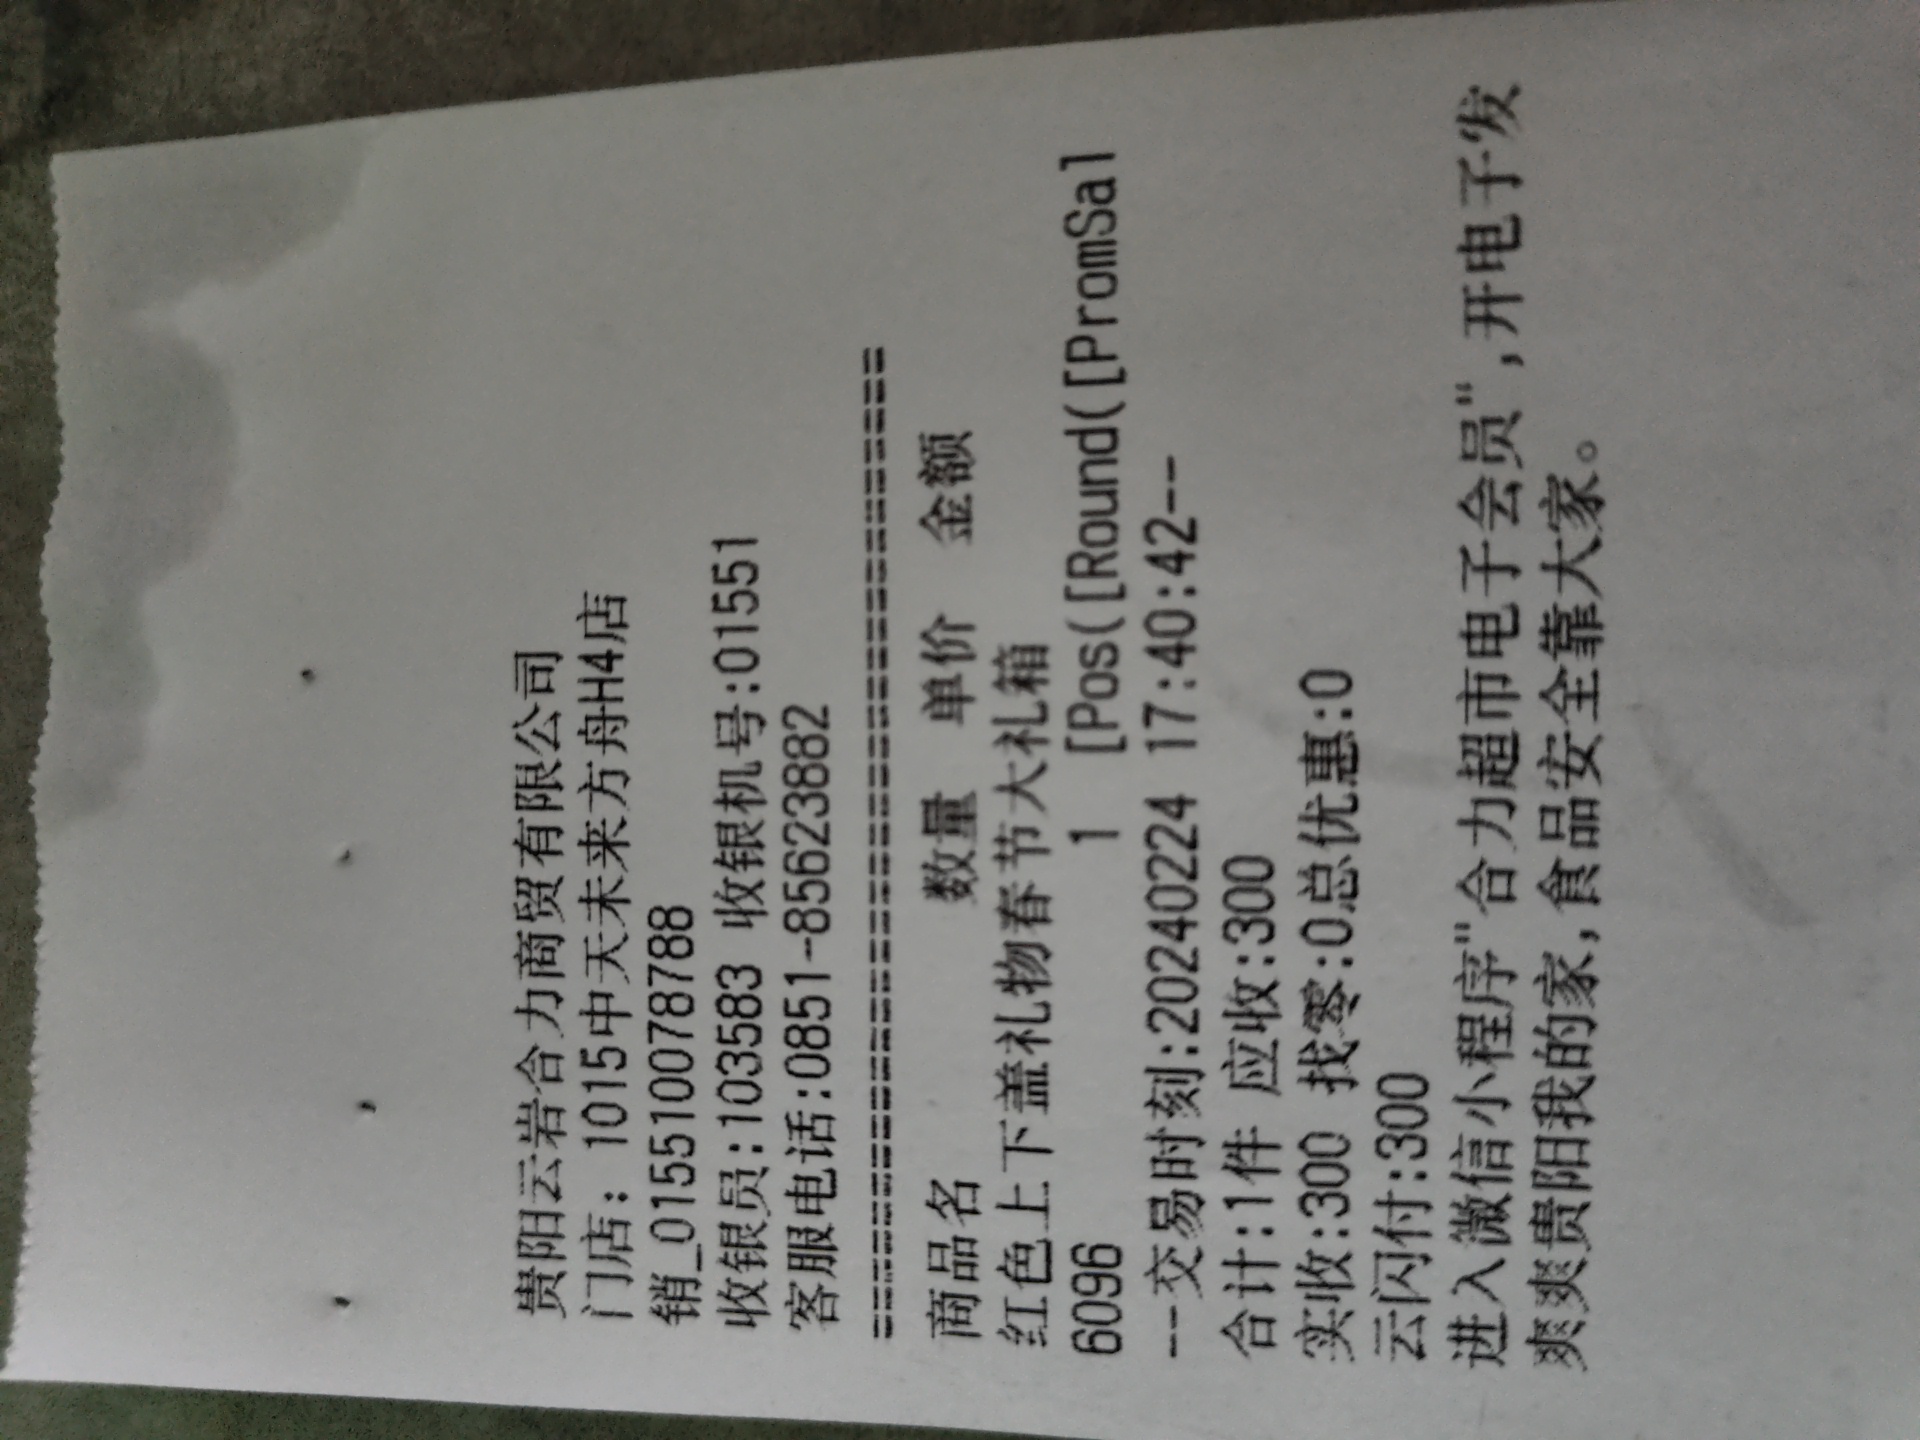 贵阳云岩合力商贸有限公司
门店: 1015中天未来方舟H4店
销_0155100787​88
收银员:103583 收银机号:01551
客服电话:0851-85623882
========================================
商品名 数量 单价 金额
红色上下盖礼物春节大礼箱
6096 1 [Pos([Round([PromSal
--交易时刻:20240224 17:40:42--
合计:1件 应收:300
实收:300 找零:0总优惠:0
云闪付:300
进入微信小程序"合力超市电子会员",开电子发
爽爽贵阳我的家,食品安全靠大家。